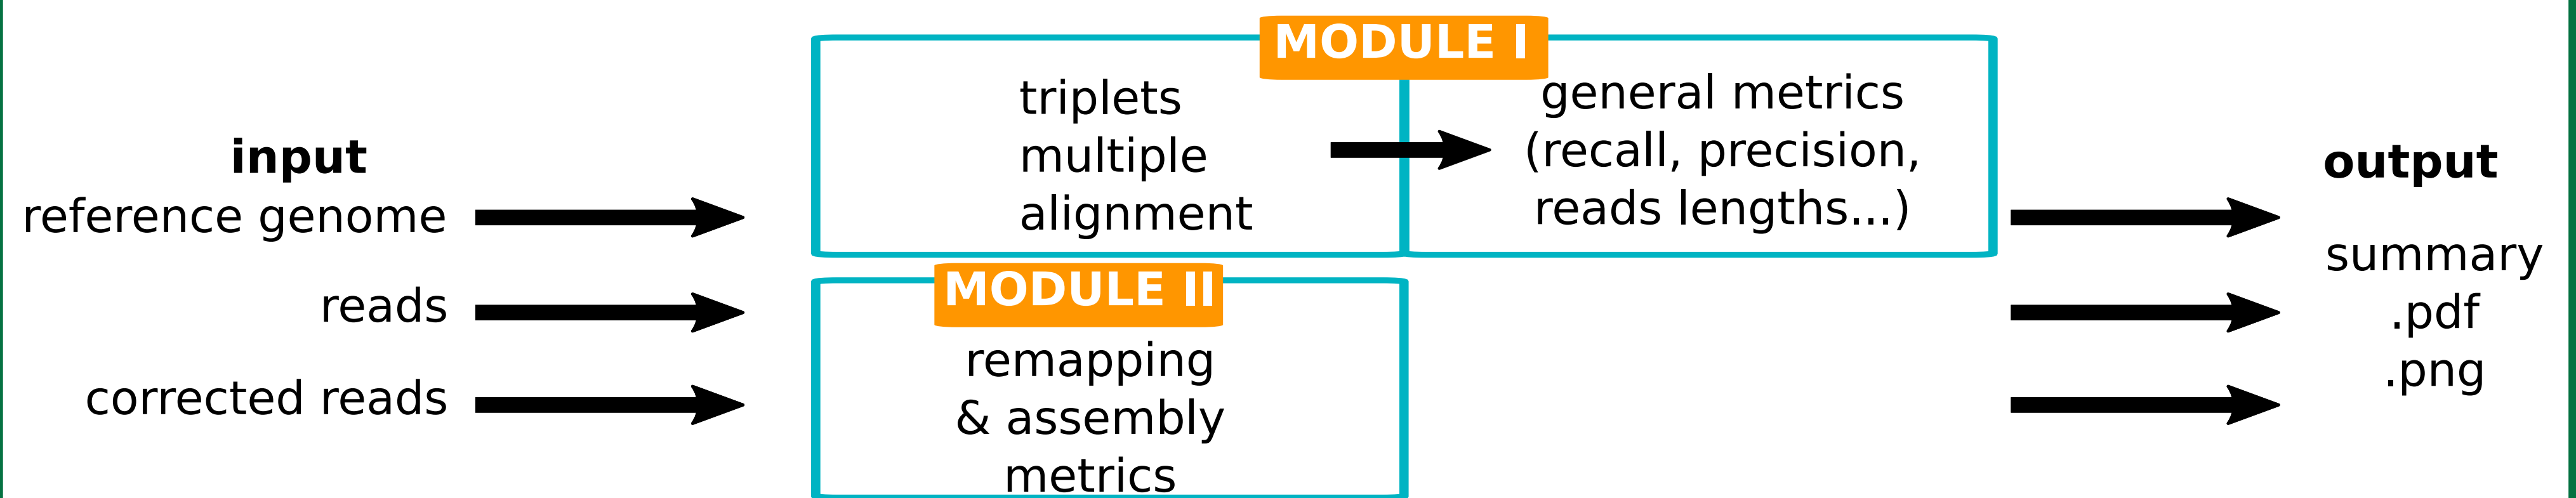 input
reference genome
reads
corrected reads
MODULE I
triplets
multiple
alignment
general metrics
(recall, precision,
reads lengths...)
MODULE II
remapping
& assembly
metrics
output
summary
.pdf
.png